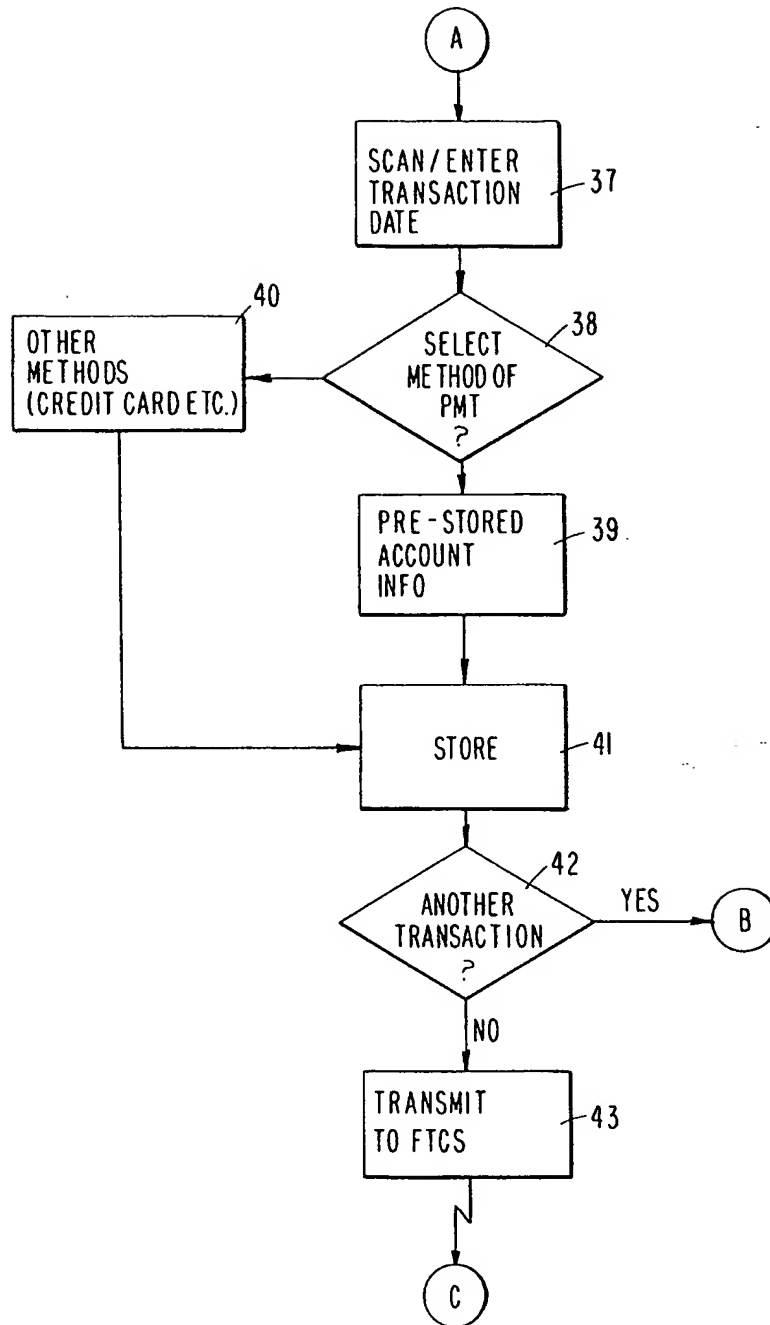 A
SCAN/ENTER
TRANSACTION
DATE
37
40
OTHER
METHODS
(CREDIT CARD ETC.)
38
SELECT
METHOD OF
PMT
?
PRE-STORED
ACCOUNT
INFO
39
STORE
41
42
ANOTHER
TRANSACTION
?
YES
B
NO
TRANSMIT
TO FTCS
43
C